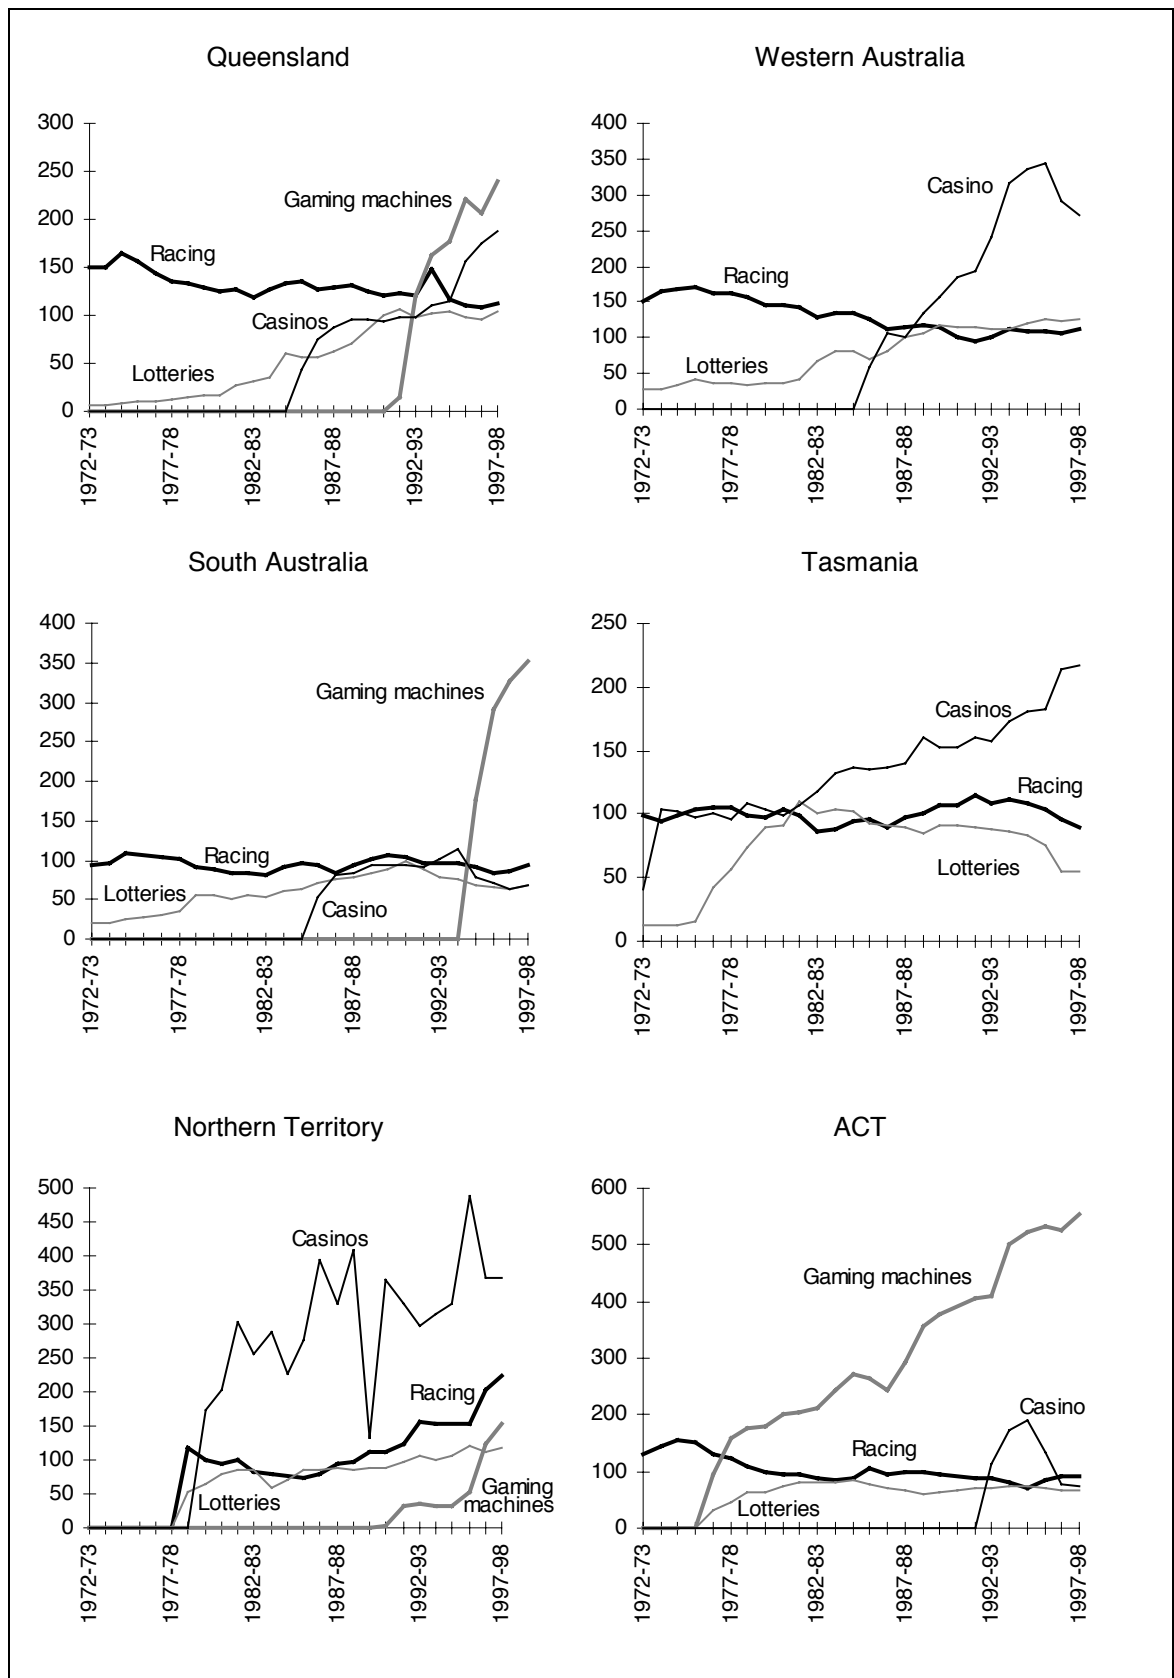 Queensland
300
250
200
150
100
50
0
Gaming machines
Racing
Casinos
Lotteries
1972-73
1977-78
1982-83
1987-88
1992-93
1997-98
Western Australia
400
350
300
250
200
150
100
50
0
Casino
Racing
Lotteries
1972-73
1977-78
1982-83
1987-88
1992-93
1997-98
South Australia
400
350
300
250
200
150
100
50
0
Gaming machines
Racing
Lotteries
Casino
1972-73
1977-78
1982-83
1987-88
1992-93
1997-98
Tasmania
250
200
150
100
50
0
Casinos
Racing
Lotteries
1972-73
1977-78
1982-83
1987-88
1992-93
1997-98
Northern Territory
500
450
400
350
300
250
200
150
100
50
0
Casinos
Racing
Lotteries
Gaming
machines
1972-73
1977-78
1982-83
1987-88
1992-93
1997-98
ACT
600
500
400
300
200
100
0
Gaming machines
Casino
Racing
Lotteries
1972-73
1977-78
1982-83
1987-88
1992-93
1997-98